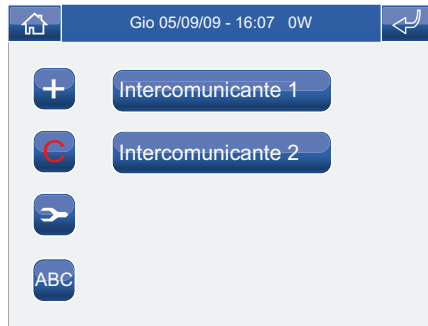 Gio 05/09/09 - 16:07 0W
+ Intercomunicante 1
C Intercomunicante 2
ABC